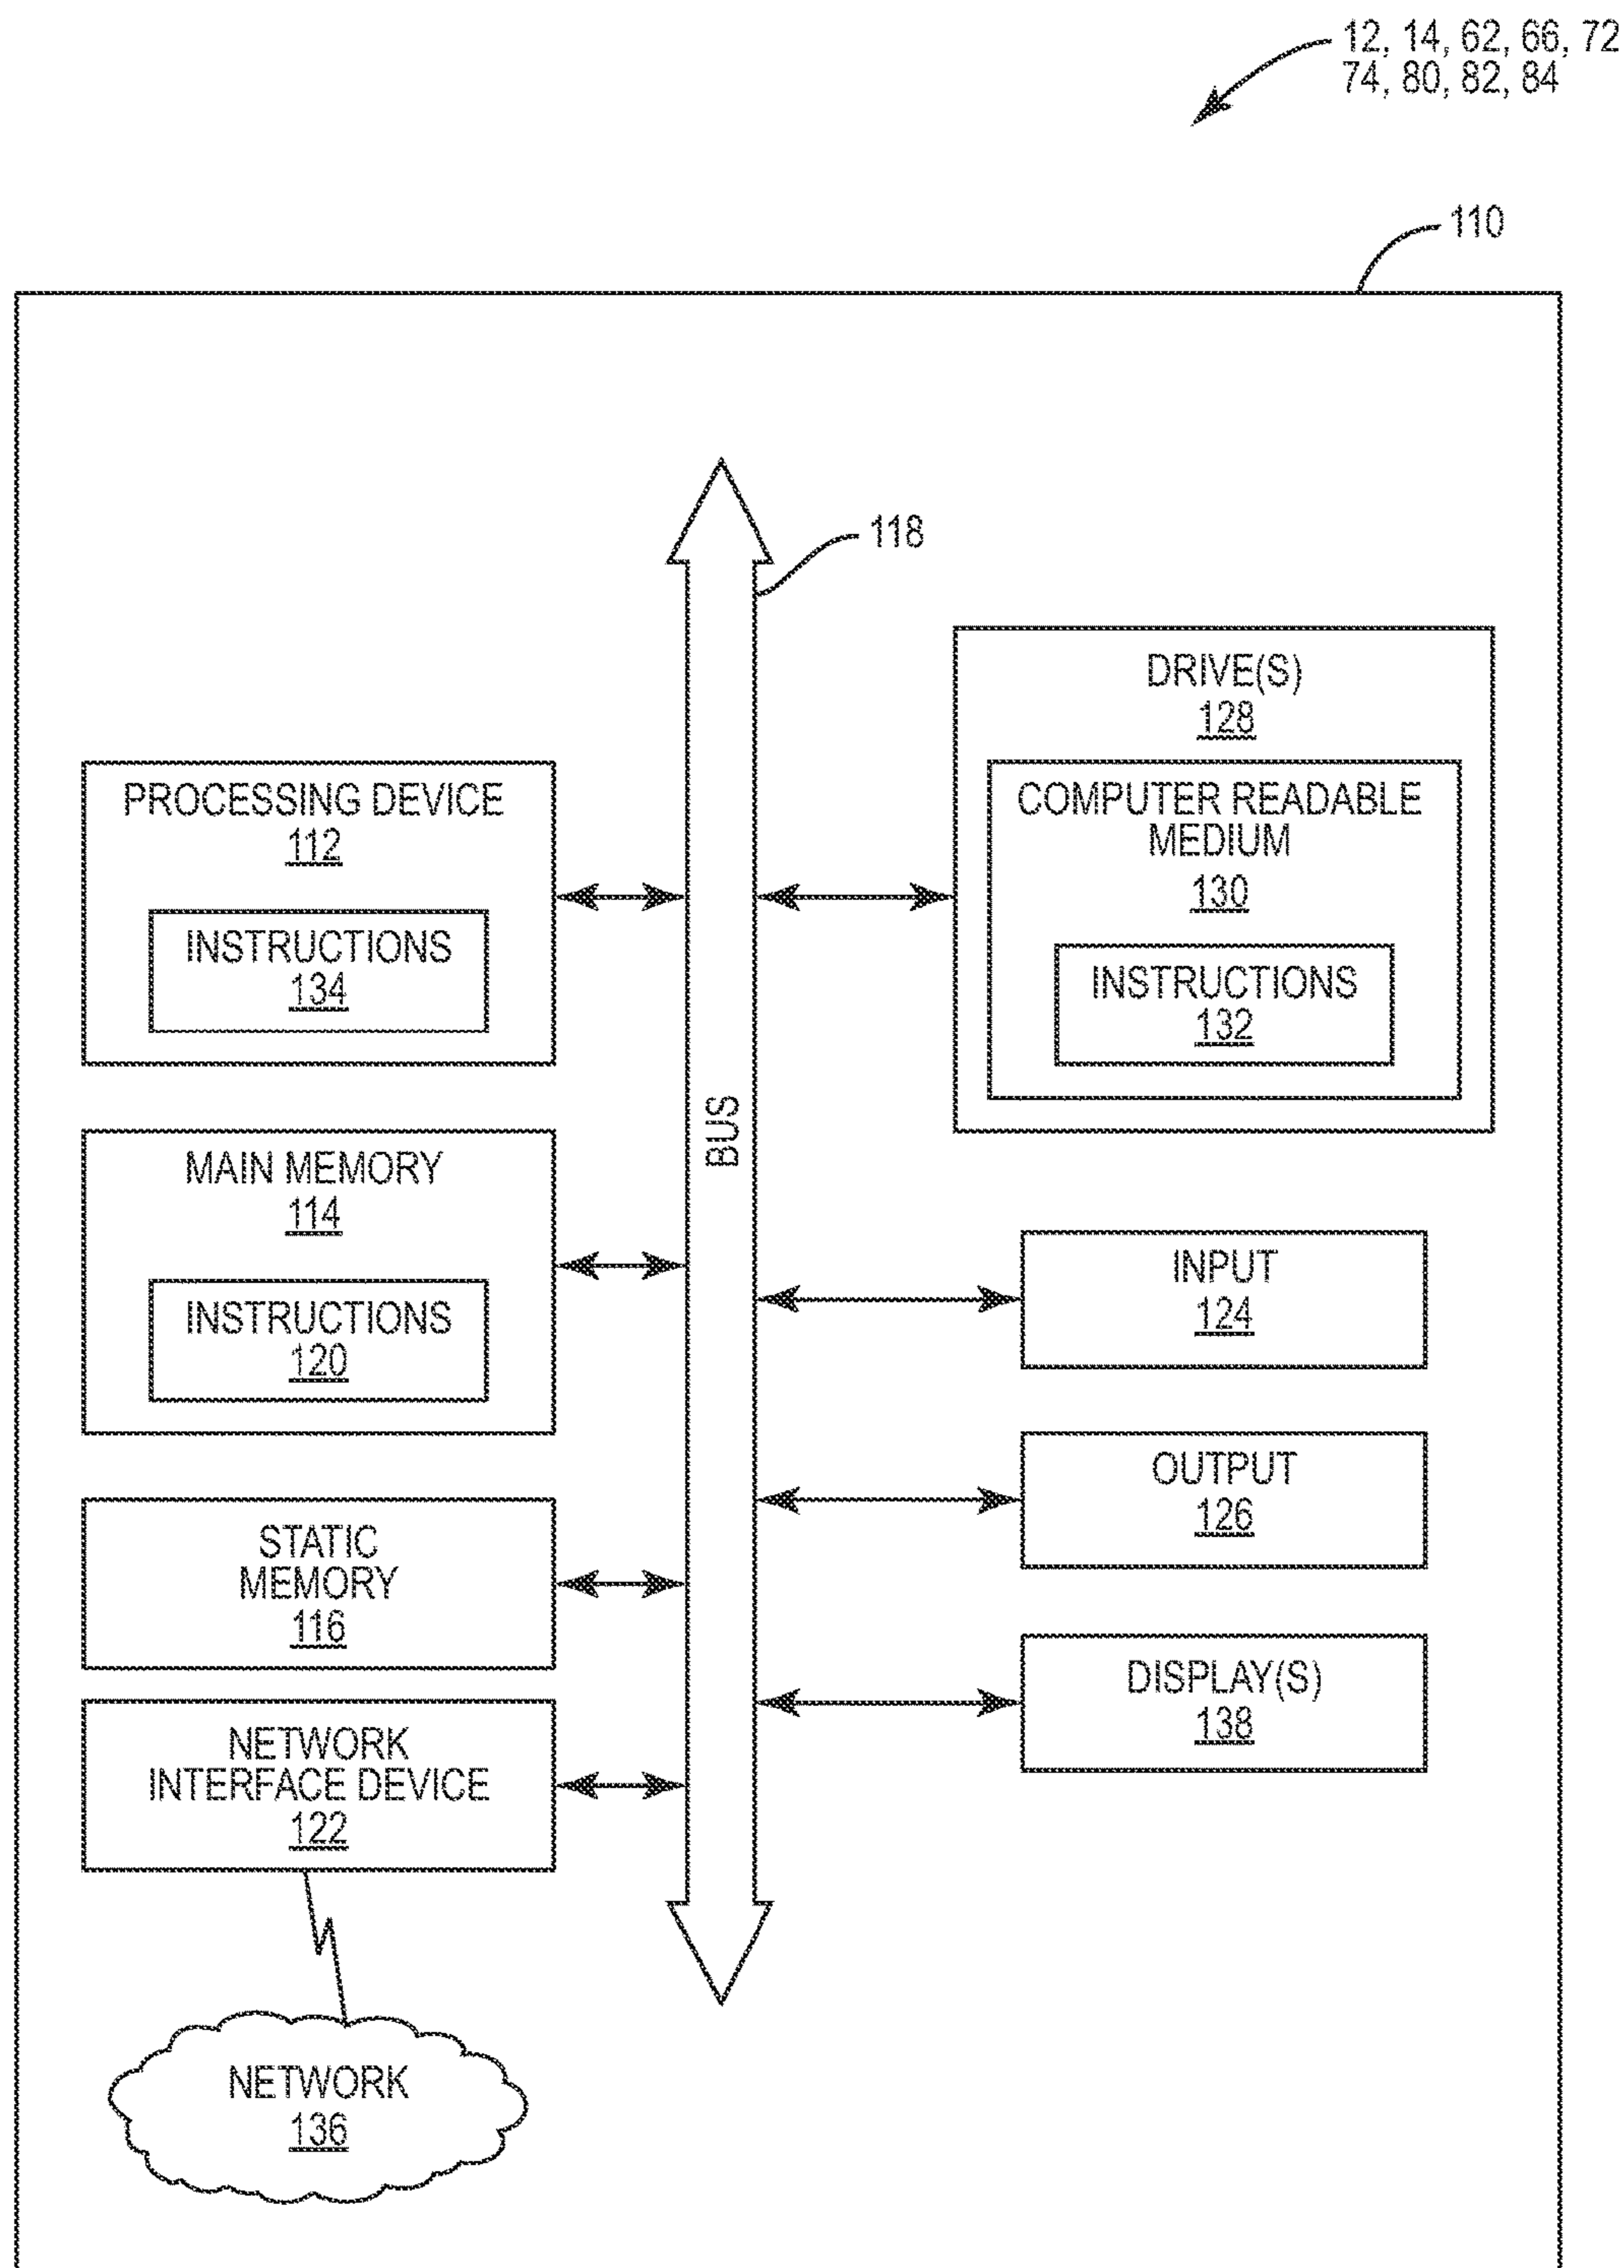 12, 14, 62, 66, 72
74, 80, 82, 84
110
118
DRIVE(S)
128
COMPUTER READABLE
MEDIUM
130
INSTRUCTIONS
132
PROCESSING DEVICE
112
INSTRUCTIONS
134
BUS
MAIN MEMORY
114
INSTRUCTIONS
120
INPUT
124
OUTPUT
126
STATIC
MEMORY
116
DISPLAY(S)
138
NETWORK
INTERFACE DEVICE
122
NETWORK
136